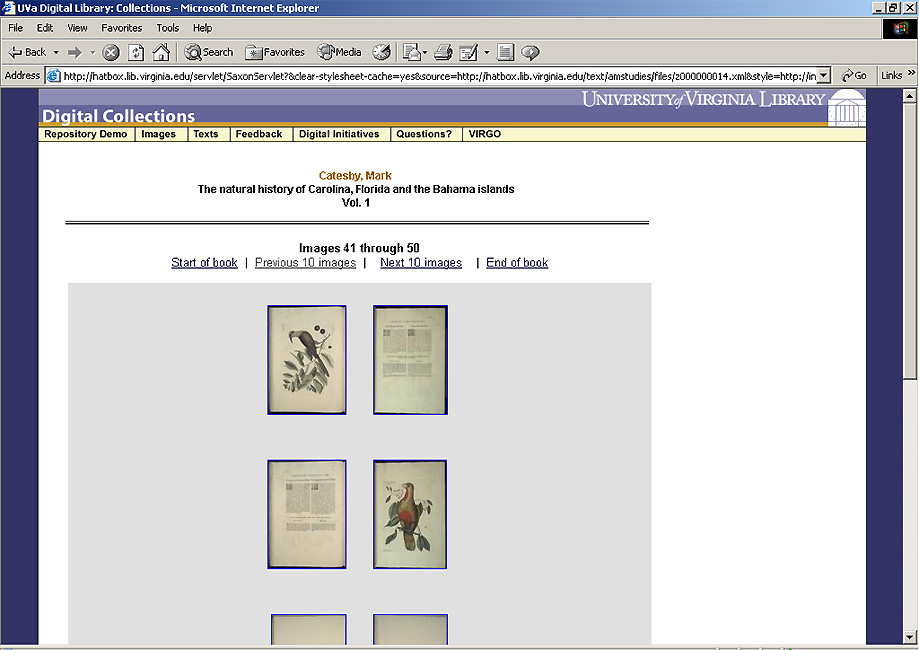 UVa Digital Library: Collections - Microsoft Internet Explorer
File Edit View Favorites Tools Help
Back Search Favorites Media
Address http://hatbox.lib.virginia.edu/servlet/SaxonServlet?&clear-stylesheet-cache=yes&source=http://hatbox.lib.virginia.edu/text/amstudies/files/z000000014.xml&style=http://in Go Links »
UNIVERSITY of VIRGINIA LIBRARY
Digital Collections
Repository Demo Images Texts Feedback Digital Initiatives Questions? VIRGO
Catesby, Mark
The natural history of Carolina, Florida and the Bahama islands
Vol. 1
Images 41 through 50
Start of book | Previous 10 images | Next 10 images | End of book